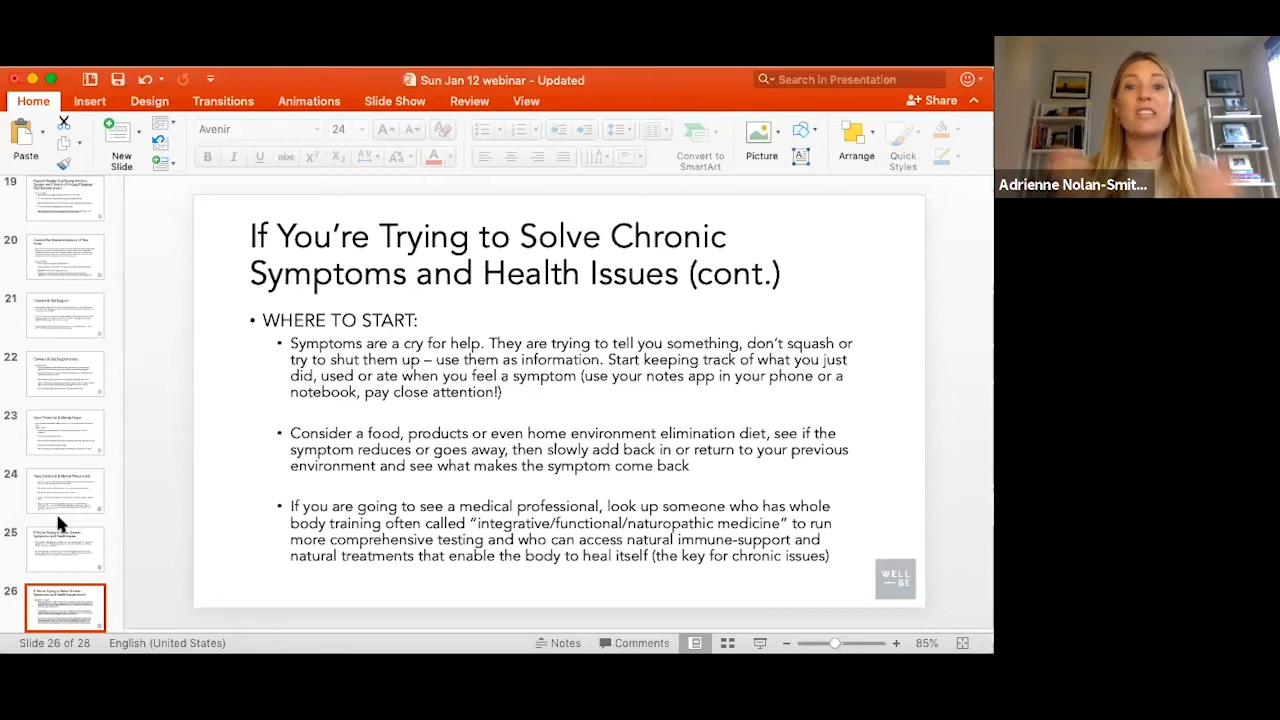 Sun Jan 12 webinar - Updated
Search in Presentation
Home Insert Design Transitions Animations Slide Show Review View
Share
Avenir 24
Paste
New
Slide
Convert to
SmartArt
Picture
Arrange
Quick
Styles
Adrienne Nolan-Smit...
19
20
21
22
23
24
25
26
If You're Trying to Solve Chronic
Symptoms and Health Issues (cont.)
• WHERE TO START:
• Symptoms are a cry for help. They are trying to tell you something, don't squash or
try to shut them up – use them as information. Start keeping track of what you just
did, saw or ate when you get a symptom (use your notes app in your phone or a
notebook, pay close attention!)
• Consider a food, products and/or home environment elimination try, see if the
symptom reduces or goes away, then slowly add back in or return to your previous
environment and see what made the symptom come back
• If you are going to see a medical professional, look up someone who has whole
body training often called "integrative/functional/naturopathic medicine" to run
more comprehensive testing and who can access natural immune-support and
natural treatments that enable the body to heal itself (the key for chronic issues)
WELL
BE
Slide 26 of 28 English (United States) Notes Comments 85%